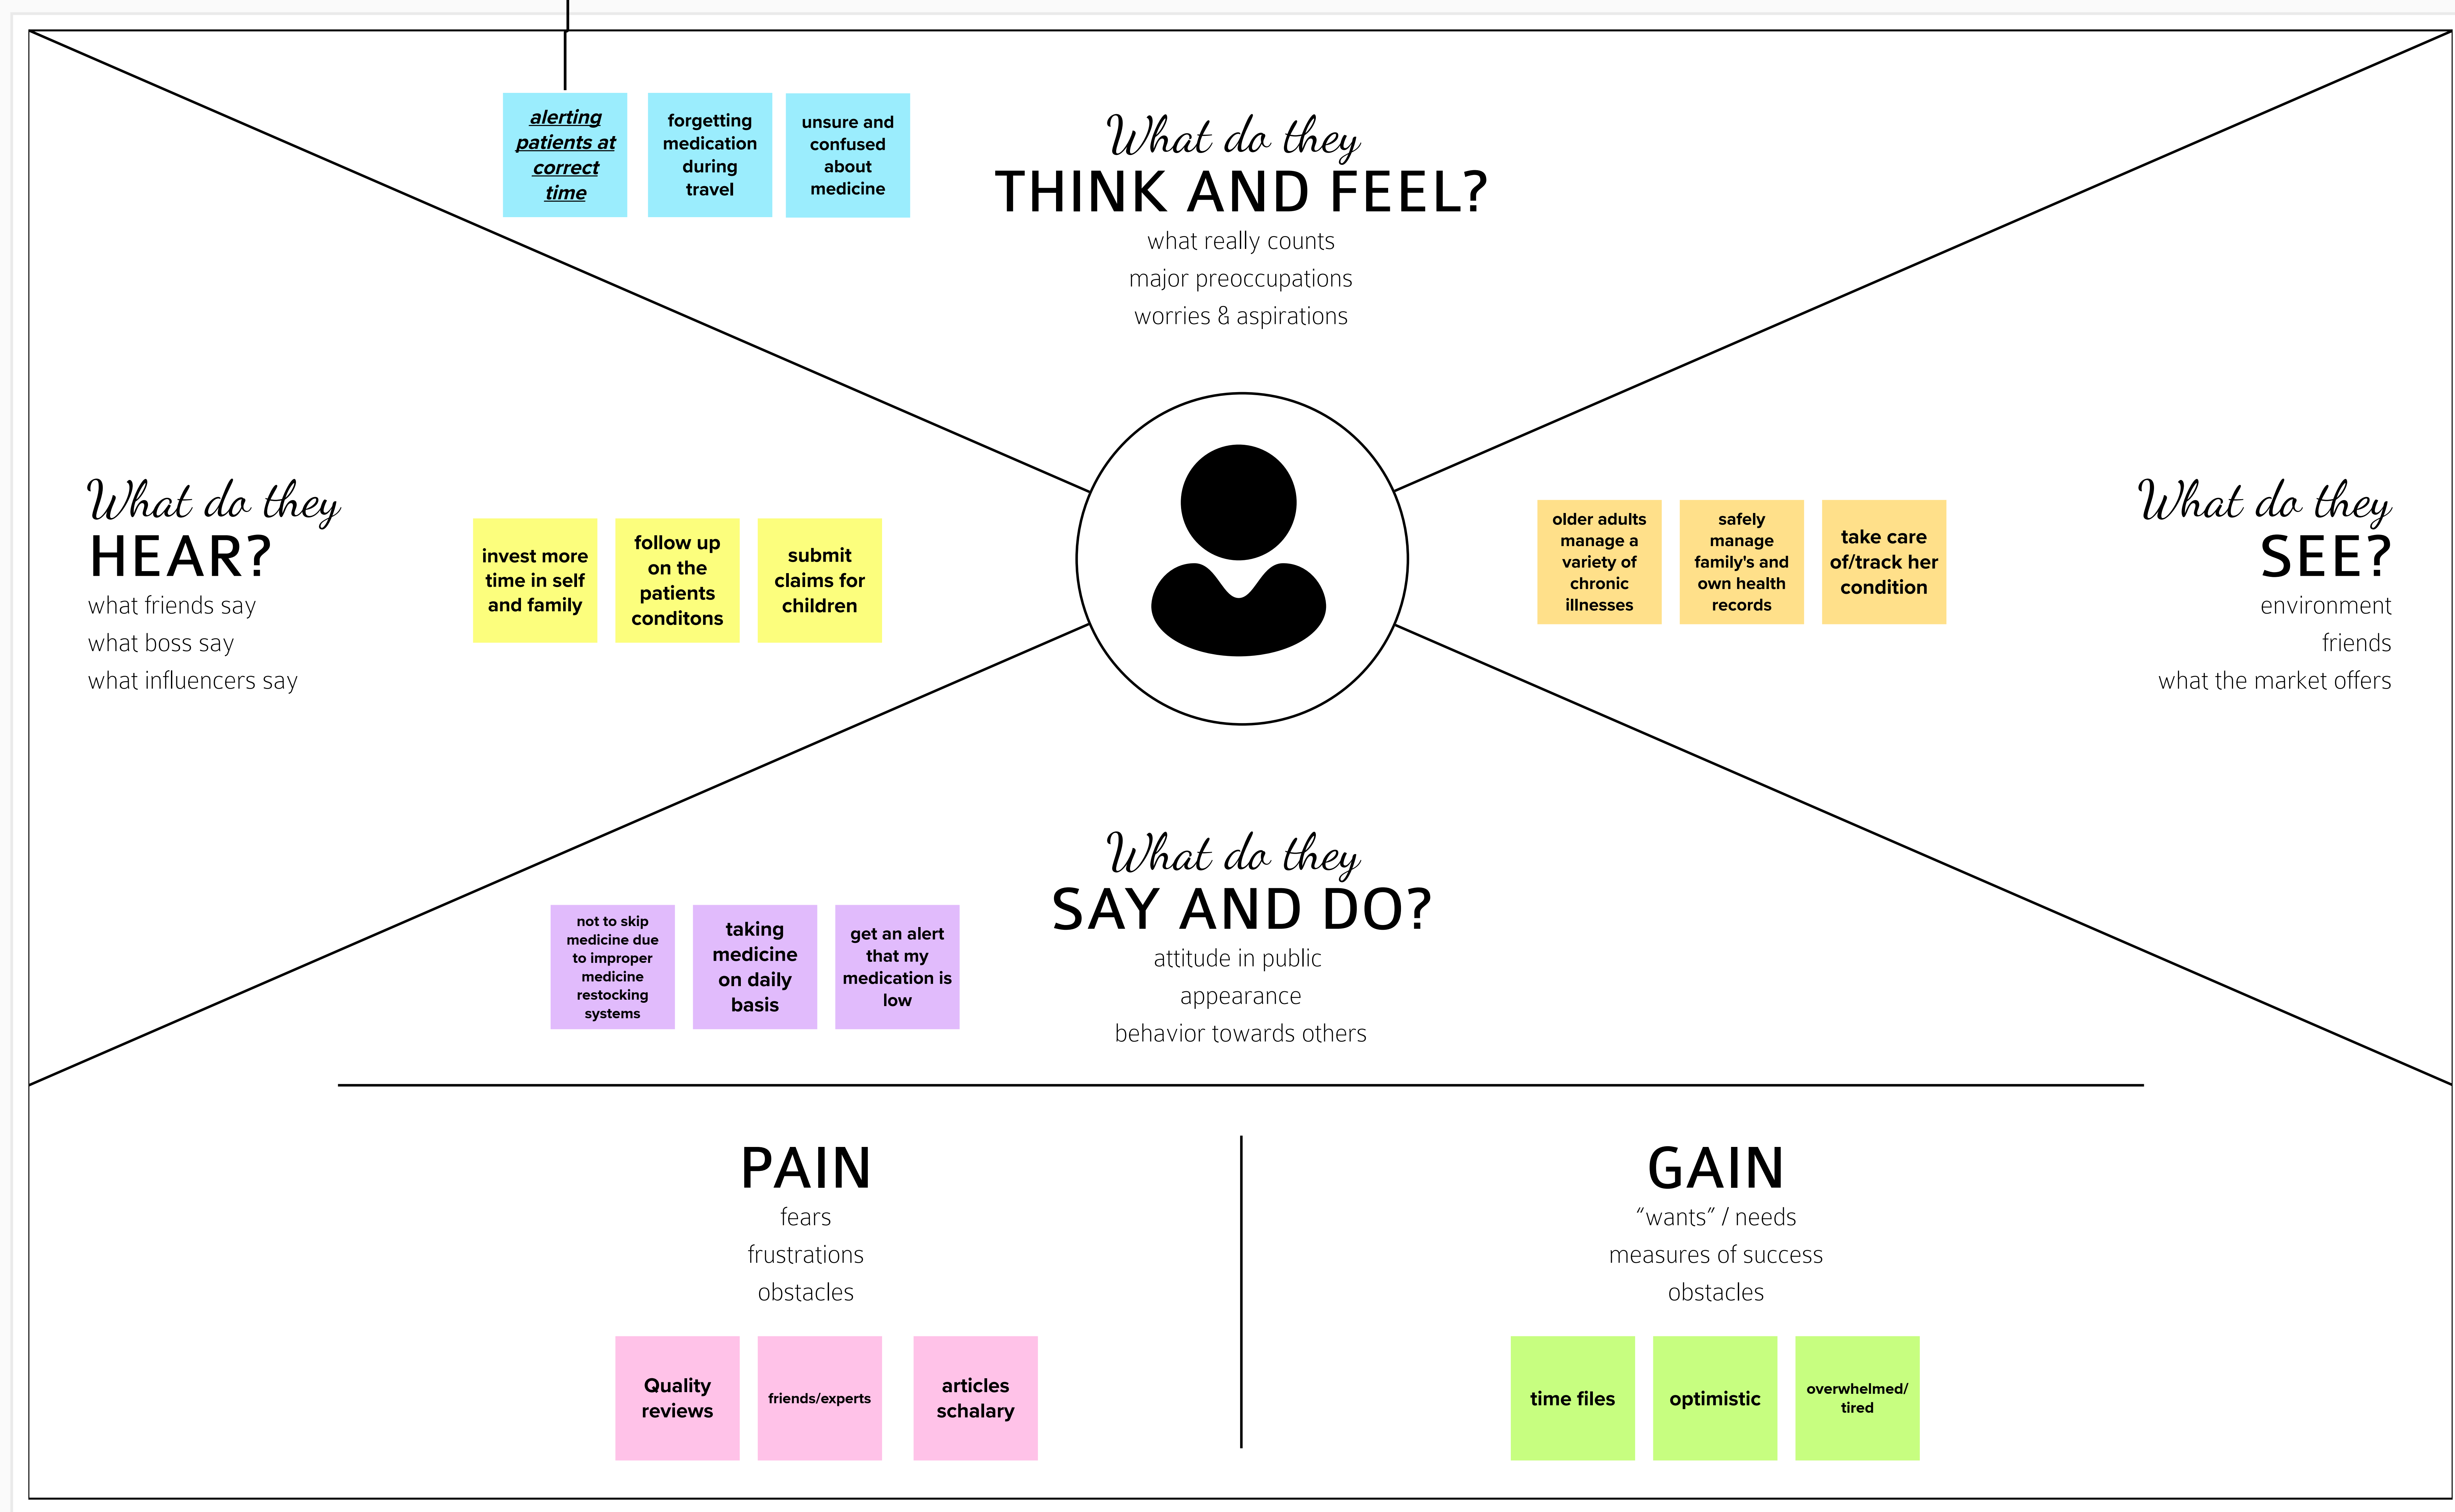 alerting
patients at
correct
time
forgetting
medication
during
travel
unsure and
confused
about
medicine
What do they
THINK AND FEEL?
what really counts
major preoccupations
worries & aspirations
What do they
HEAR?
what friends say
what boss say
what influencers say
invest more
time in self
and family
follow up
on the
patients
conditons
submit
claims for
children
older adults
manage a
variety of
chronic
illnesses
safely
manage
family's and
own health
records
take care
of/track her
condition
What do they
SEE?
environment
friends
what the market offers
What do they
SAY AND DO?
attitude in public
appearance
behavior towards others
not to skip
medicine due
to improper
medicine
restocking
systems
taking
medicine
on daily
basis
get an alert
that my
medication is
low
PAIN
fears
frustrations
obstacles
Quality
reviews
friends/experts
articles
schalary
GAIN
“wants” / needs
measures of success
obstacles
time files
optimistic
overwhelmed/
tired